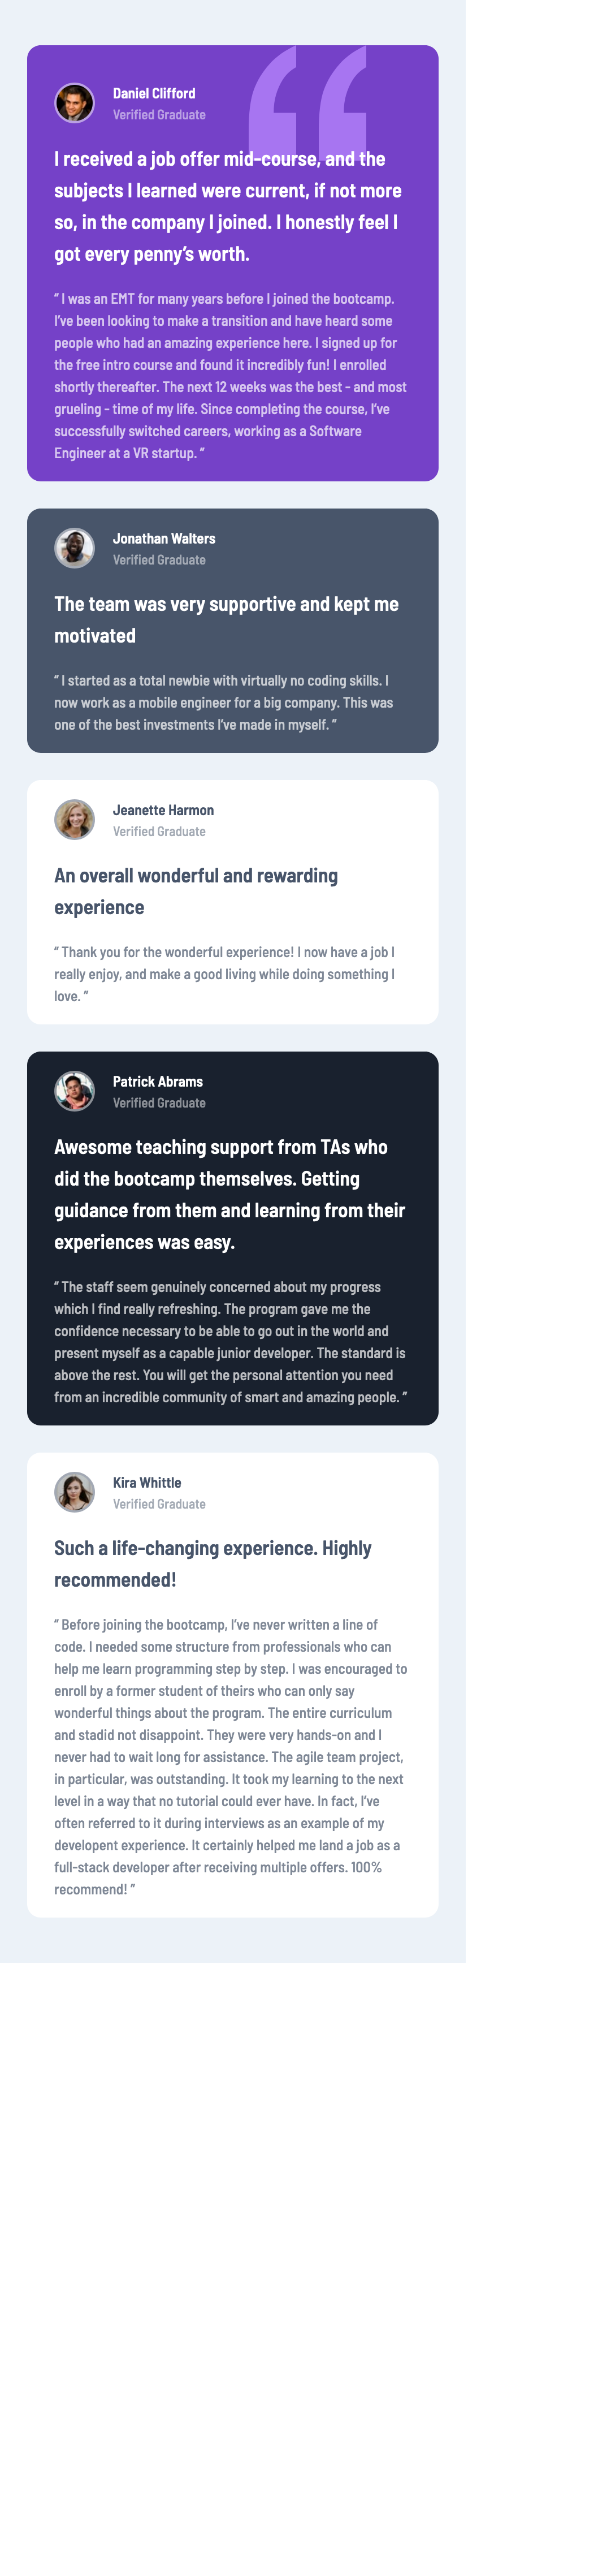 Daniel Clifford
Verified Graduate
I received a job offer mid-course, and the
subjects I learned were current, if not more
so, in the company I joined. I honestly feel I
got every penny’s worth.
“ I was an EMT for many years before I joined the bootcamp.
I’ve been looking to make a transition and have heard some
people who had an amazing experience here. I signed up for
the free intro course and found it incredibly fun! I enrolled
shortly thereafter. The next 12 weeks was the best - and most
grueling - time of my life. Since completing the course, I’ve
successfully switched careers, working as a Software
Engineer at a VR startup. ”
Jonathan Walters
Verified Graduate
The team was very supportive and kept me
motivated
“ I started as a total newbie with virtually no coding skills. I
now work as a mobile engineer for a big company. This was
one of the best investments I’ve made in myself. ”
Jeanette Harmon
Verified Graduate
An overall wonderful and rewarding
experience
“ Thank you for the wonderful experience! I now have a job I
really enjoy, and make a good living while doing something I
love. ”
Patrick Abrams
Verified Graduate
Awesome teaching support from TAs who
did the bootcamp themselves. Getting
guidance from them and learning from their
experiences was easy.
“ The staff seem genuinely concerned about my progress
which I find really refreshing. The program gave me the
confidence necessary to be able to go out in the world and
present myself as a capable junior developer. The standard is
above the rest. You will get the personal attention you need
from an incredible community of smart and amazing people. ”
Kira Whittle
Verified Graduate
Such a life-changing experience. Highly
recommended!
“ Before joining the bootcamp, I’ve never written a line of
code. I needed some structure from professionals who can
help me learn programming step by step. I was encouraged to
enroll by a former student of theirs who can only say
wonderful things about the program. The entire curriculum
and stadid not disappoint. They were very hands-on and I
never had to wait long for assistance. The agile team project,
in particular, was outstanding. It took my learning to the next
level in a way that no tutorial could ever have. In fact, I’ve
often referred to it during interviews as an example of my
developent experience. It certainly helped me land a job as a
full-stack developer after receiving multiple offers. 100%
recommend! ”